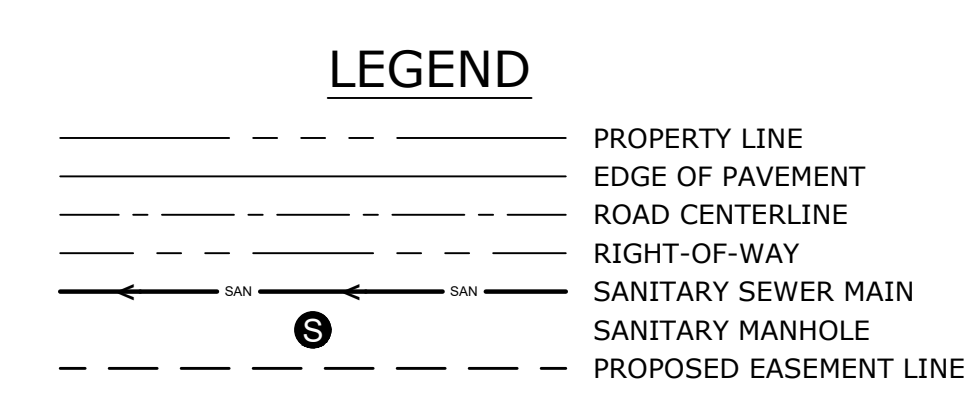 LEGEND
PROPERTY LINE
EDGE OF PAVEMENT
ROAD CENTERLINE
RIGHT-OF-WAY
SAN SAN SANITARY SEWER MAIN
S SANITARY MANHOLE
PROPOSED EASEMENT LINE